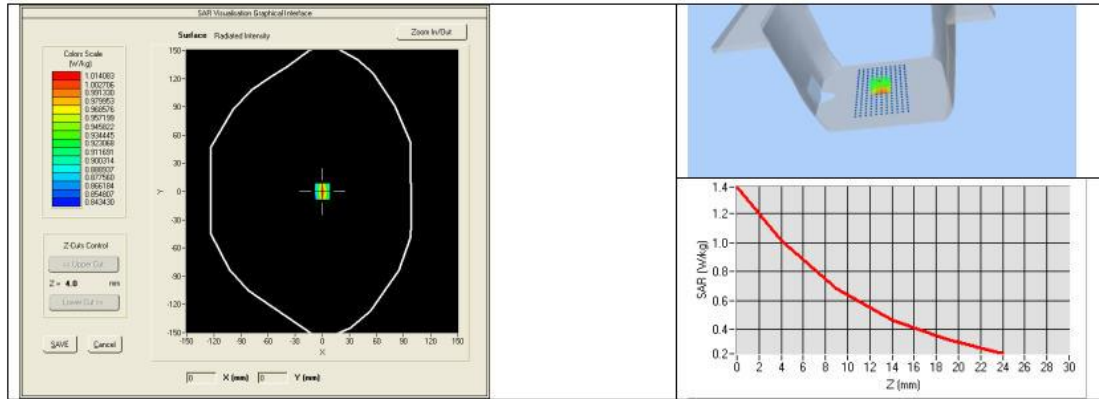 SAR Visualisation Graphical Interface
Surface Radiated Intensity
Zoom In/Out
Colors Scale
(W/kg)
1.014083
1.002706
0.991330
0.979953
0.968576
0.957199
0.945822
0.934445
0.923068
0.911691
0.900314
0.888937
0.877560
0.866184
0.854807
0.843430
Z-Cuts Control
<< Upper Cut
Z = 4.0 mm
Lower Cut >>
SAVE Cancel
150
120
90
60
30
0
-30
-60
-90
-120
-150
Y
-150 -120 -90 -60 -30 0 30 60 90 120 150
X
0 X (mm) 0 Y (mm)
1.4
1.2
1.0
0.8
0.6
0.4
0.2
SAR (W/kg)
0 2 4 6 8 10 12 14 16 18 20 22 24 26 28 30
Z (mm)